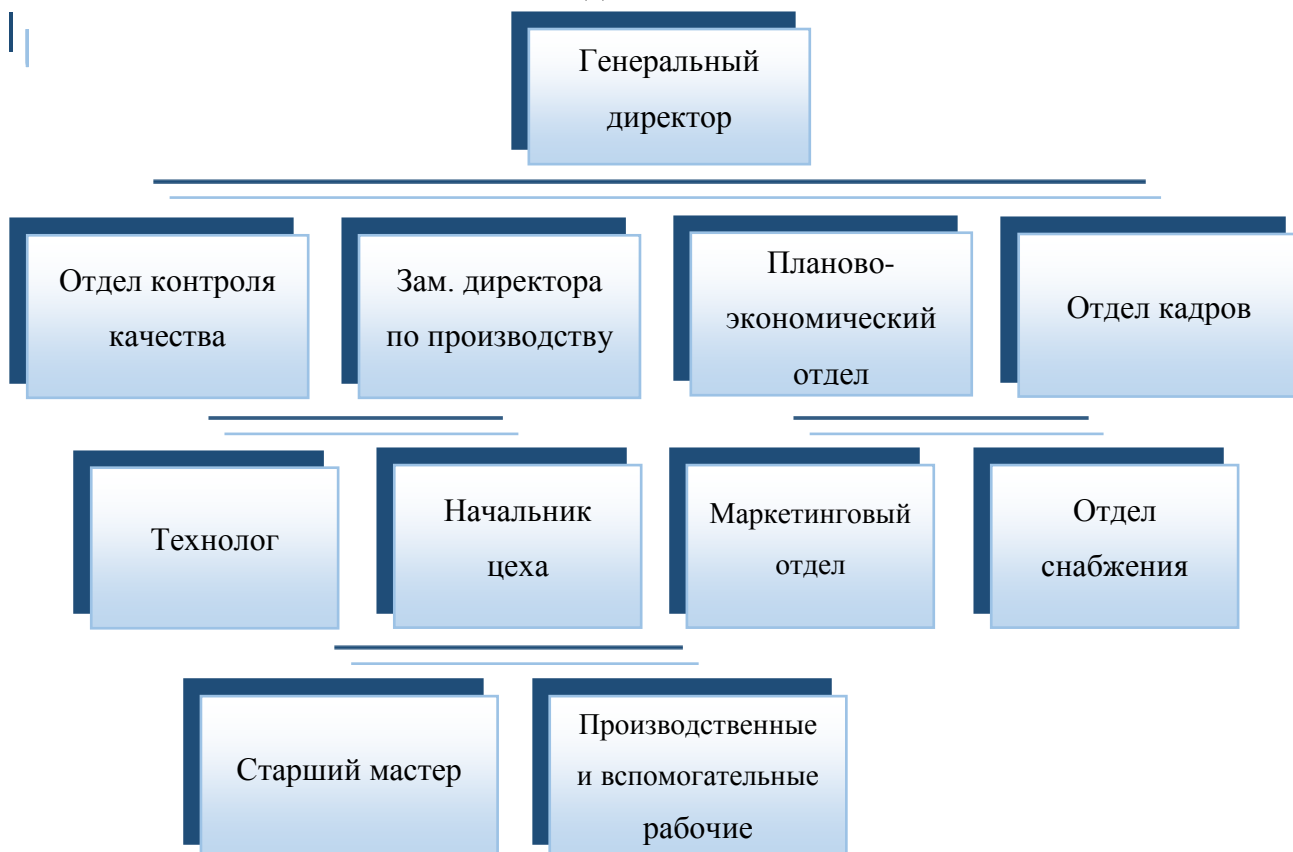 Генеральный
директор
Отдел контроля
качества
Зам. директора
по производству
Планово-
экономический
отдел
Отдел кадров
Технолог
Начальник
цеха
Маркетинговый
отдел
Отдел
снабжения
Старший мастер
Производственные
и вспомогательные
рабочие